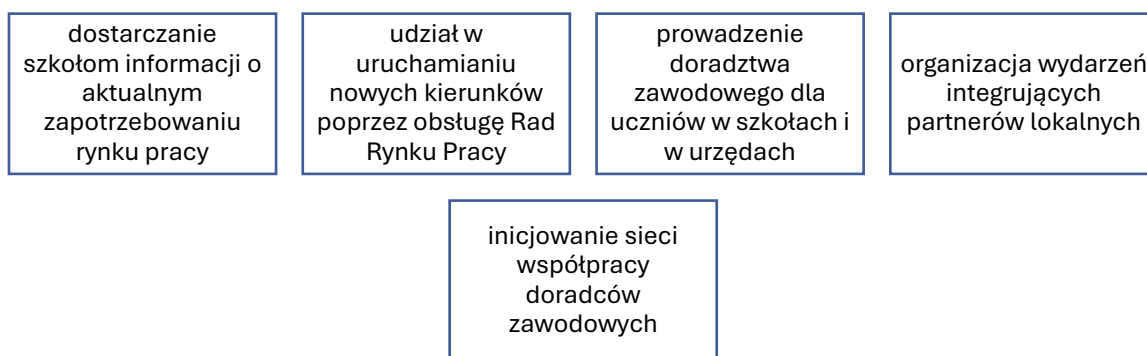 dostarczanie
szkołom informacji o
aktualnym
zapotrzebowaniu
rynku pracy
udział w
uruchamianiu
nowych kierunków
poprzez obsługę Rad
Rynku Pracy
prowadzenie
doradztwa
zawodowego dla
uczniów w szkołach i
w urzędach
organizacja wydarzeń
integrujących
partnerów lokalnych
inicjowanie sieci
współpracy
doradców
zawodowych